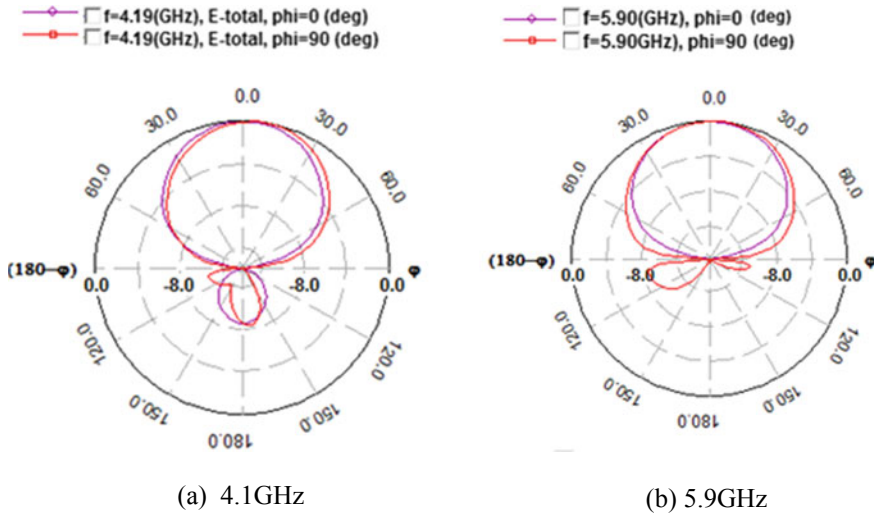 f=4.19(GHz), E-total, phi=0 (deg)
f=4.19(GHz), E-total, phi=90 (deg)
0.0
30.0
30.0
60.0
60.0
(180-φ)
φ
0.0
-8.0
-8.0
0.0
120.0
120.0
150.0
150.0
180.0
(a) 4.1GHz
f=5.90(GHz), phi=0 (deg)
f=5.90GHz), phi=90 (deg)
0.0
30.0
30.0
60.0
60.0
(180-φ)
φ
0.0
-8.0
-8.0
0.0
120.0
120.0
150.0
150.0
180.0
(b) 5.9GHz